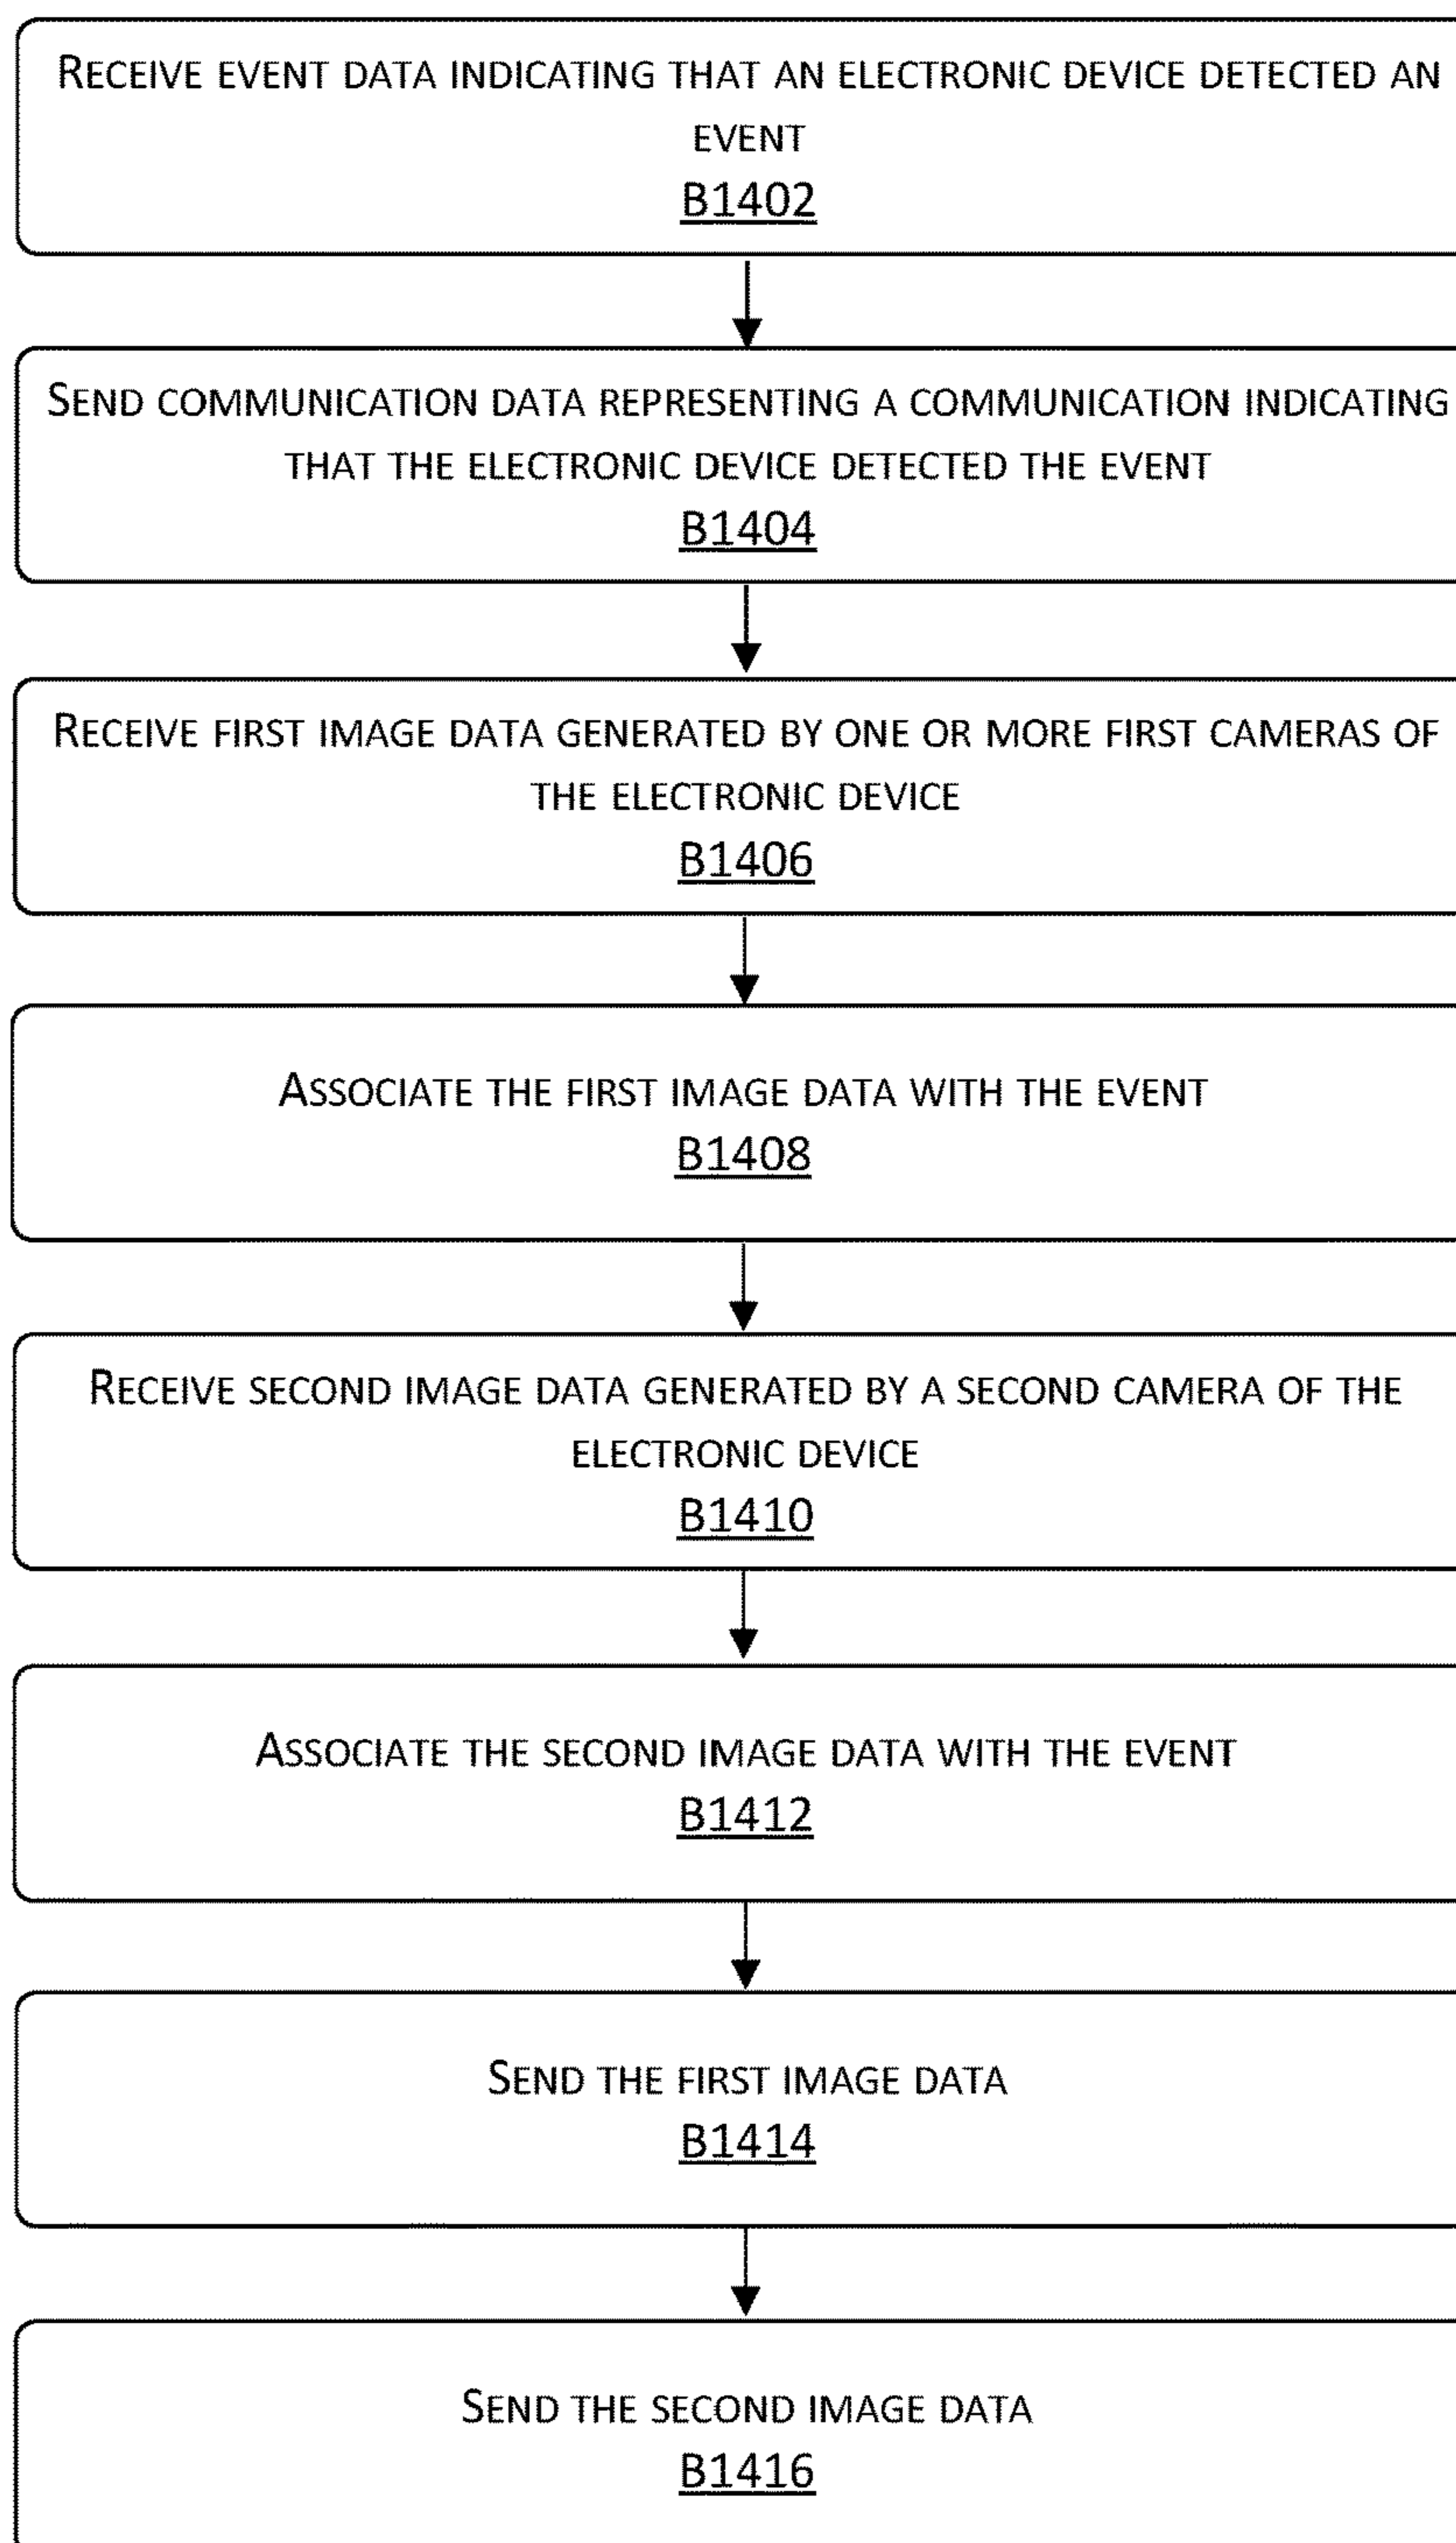 RECEIVE EVENT DATA INDICATING THAT AN ELECTRONIC DEVICE DETECTED AN
EVENT
B1402
SEND COMMUNICATION DATA REPRESENTING A COMMUNICATION INDICATING
THAT THE ELECTRONIC DEVICE DETECTED THE EVENT
B1404
RECEIVE FIRST IMAGE DATA GENERATED BY ONE OR MORE FIRST CAMERAS OF
THE ELECTRONIC DEVICE
B1406
ASSOCIATE THE FIRST IMAGE DATA WITH THE EVENT
B1408
RECEIVE SECOND IMAGE DATA GENERATED BY A SECOND CAMERA OF THE
ELECTRONIC DEVICE
B1410
ASSOCIATE THE SECOND IMAGE DATA WITH THE EVENT
B1412
SEND THE FIRST IMAGE DATA
B1414
SEND THE SECOND IMAGE DATA
B1416